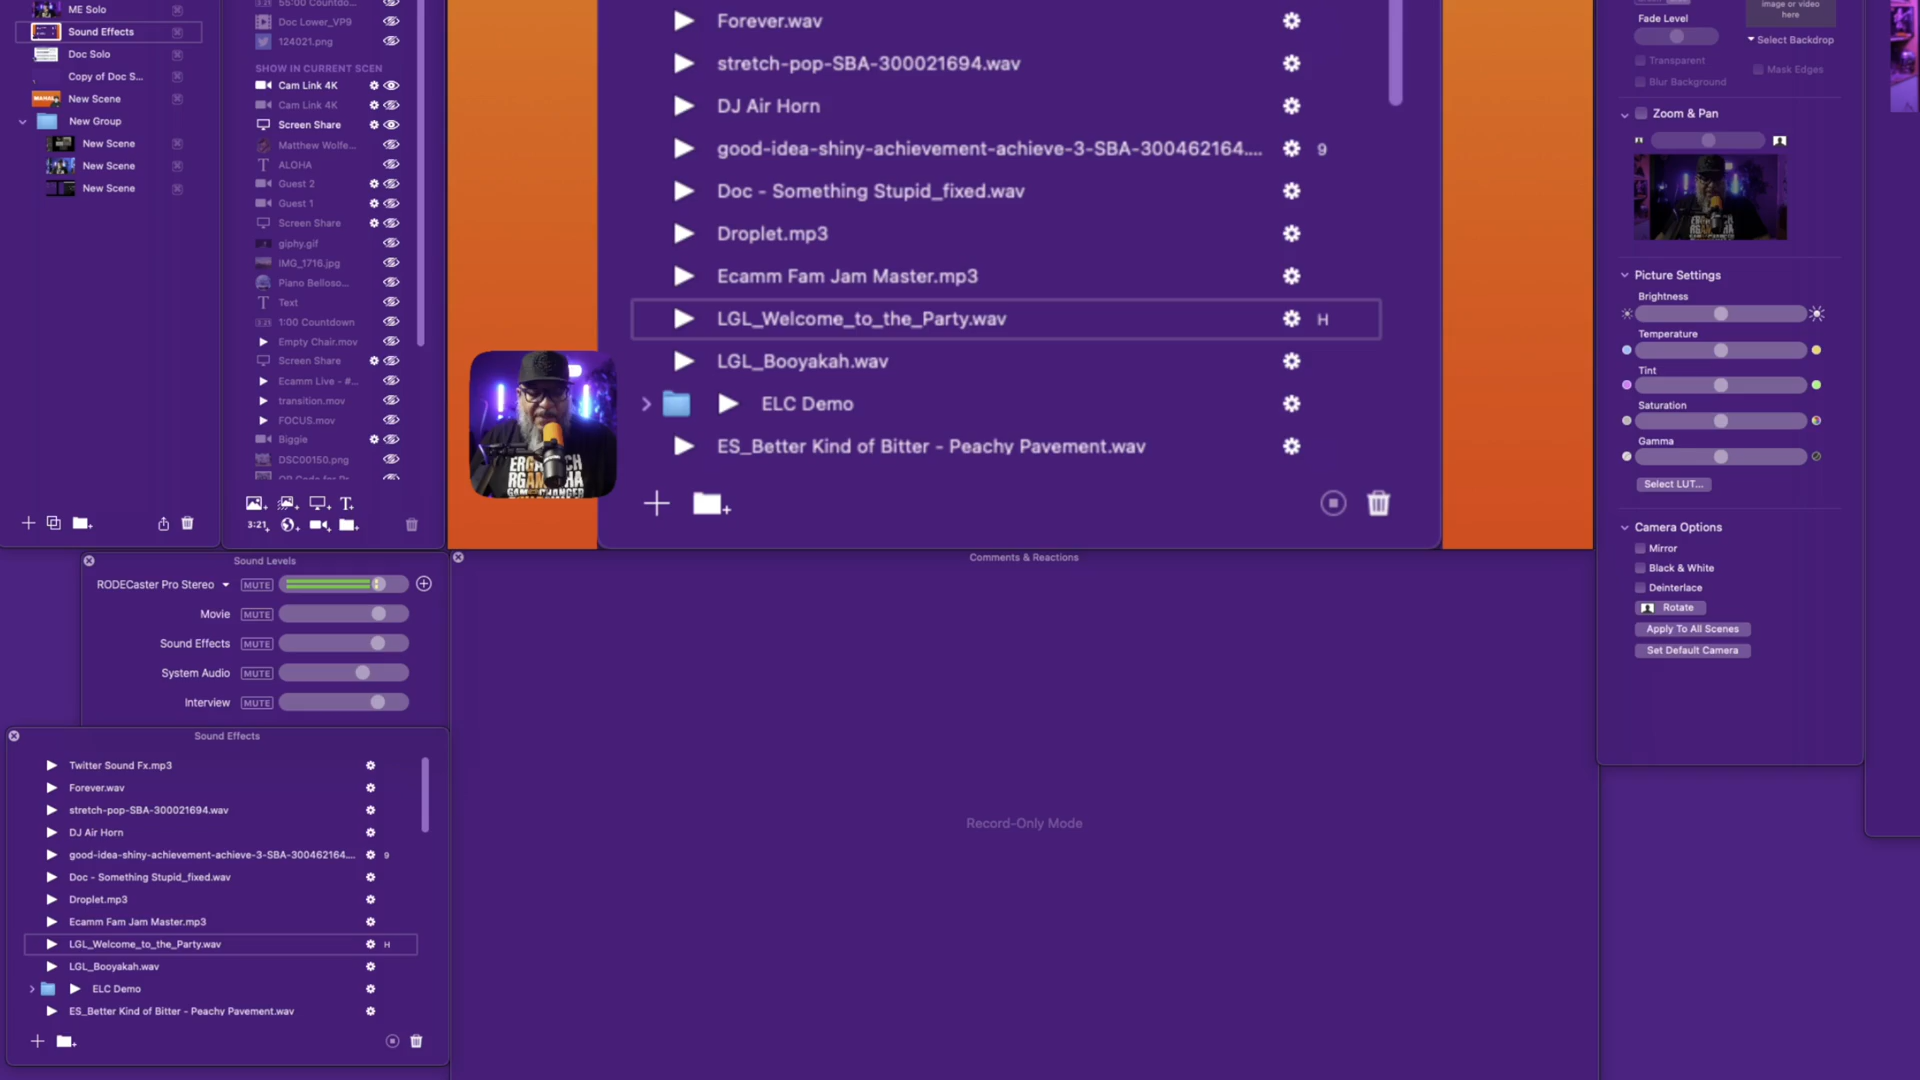 ME Solo
Sound Effects
Doc Solo
Copy of Doc S...
New Scene
New Group
New Scene
New Scene
New Scene
55:00 Countdo...
Doc Lower_VP9
124021.png
SHOW IN CURRENT SCEN
Cam Link 4K
Cam Link 4K
Screen Share
Matthew Wolfe...
ALOHA
Guest 2
Guest 1
Screen Share
giphy.gif
IMG_1716.jpg
Piano Belloso...
Text
1:00 Countdown
Empty Chair.mov
Screen Share
Ecamm Live - #...
transition.mov
FOCUS.mov
Biggie
DSC00150.png
3:21
Forever.wav
stretch-pop-SBA-300021694.wav
DJ Air Horn
good-idea-shiny-achievement-achieve-3-SBA-300462164.... 9
Doc - Something Stupid_fixed.wav
Droplet.mp3
Ecamm Fam Jam Master.mp3
LGL_Welcome_to_the_Party.wav H
LGL_Booyakah.wav
ELC Demo
ES_Better Kind of Bitter - Peachy Pavement.wav
image or video
here
Fade Level
Select Backdrop
Transparent
Mask Edges
Blur Background
Zoom & Pan
Picture Settings
Brightness
Temperature
Tint
Saturation
Gamma
Select LUT...
Camera Options
Mirror
Black & White
Deinterlace
Rotate
Apply To All Scenes
Set Default Camera
Sound Levels
RODECaster Pro Stereo MUTE
Movie MUTE
Sound Effects MUTE
System Audio MUTE
Interview MUTE
Sound Effects
Twitter Sound Fx.mp3
Forever.wav
stretch-pop-SBA-300021694.wav
DJ Air Horn
good-idea-shiny-achievement-achieve-3-SBA-300462164.... 9
Doc - Something Stupid_fixed.wav
Droplet.mp3
Ecamm Fam Jam Master.mp3
LGL_Welcome_to_the_Party.wav H
LGL_Booyakah.wav
ELC Demo
ES_Better Kind of Bitter - Peachy Pavement.wav
Comments & Reactions
Record-Only Mode